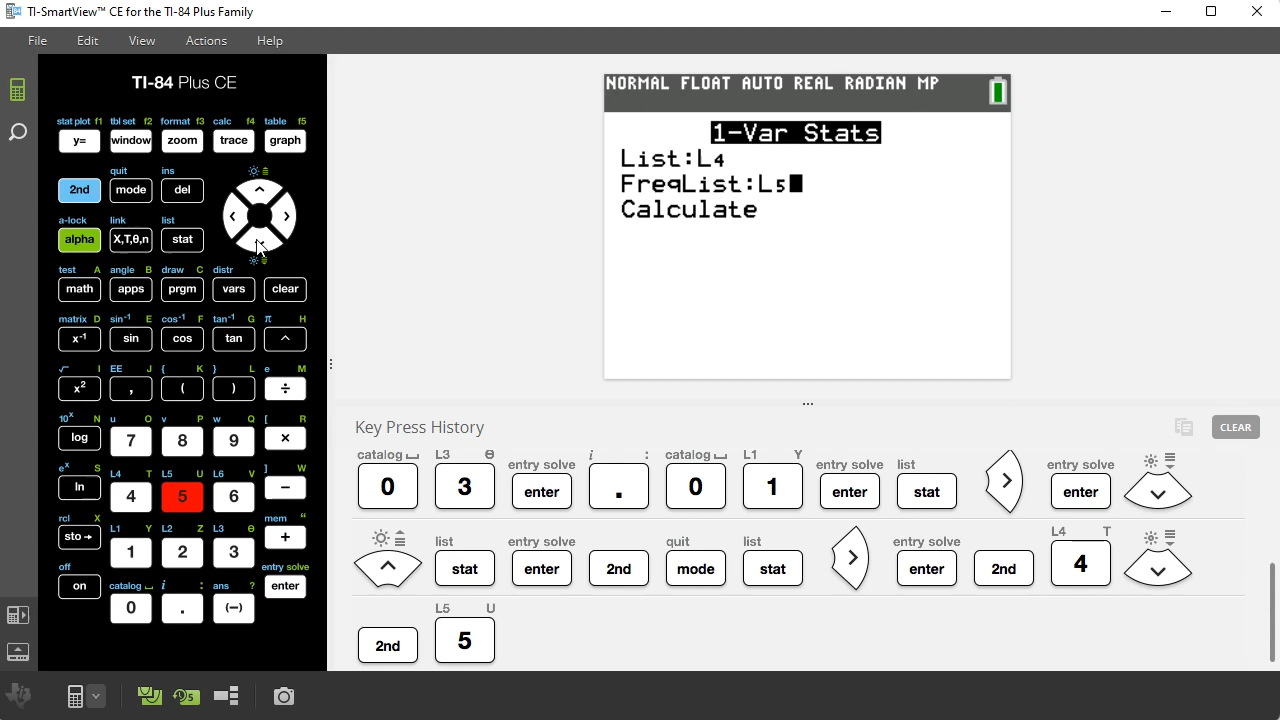 TI-SmartView™ CE for the TI-84 Plus Family
File Edit View Actions Help
TI-84 Plus CE
stat plot f1 tbl set f2 format f3 calc f4 table f5
y= window zoom trace graph
quit ins
2nd mode del
a-lock link list
alpha X,T,θ,n stat
test A angle B draw C distr
math apps prgm vars clear
matrix D sin⁻¹ E cos⁻¹ F tan⁻¹ G π H
x⁻¹ sin cos tan ^
√ I EE J { K } L e M
x² , ( ) ÷
10ˣ N u O v P w Q [ R
log 7 8 9 ×
eˣ S L4 T L5 U L6 V ] W
ln 4 5 6 −
rcl X L1 Y L2 Z L3 θ mem “
sto→ 1 2 3 +
off catalog ⎵ i : ans ? entry solve
on 0 . (−) enter
NORMAL FLOAT AUTO REAL RADIAN MP
1-Var Stats
List:L₄
FreqList:L₅
Calculate
Key Press History
CLEAR
catalog ⎵ L3 θ entry solve i : catalog ⎵ L1 Y entry solve list entry solve
0 3 enter . 0 1 enter stat > enter
list entry solve quit list entry solve L4 T
stat enter 2nd mode stat > enter 2nd 4
L5 U
2nd 5